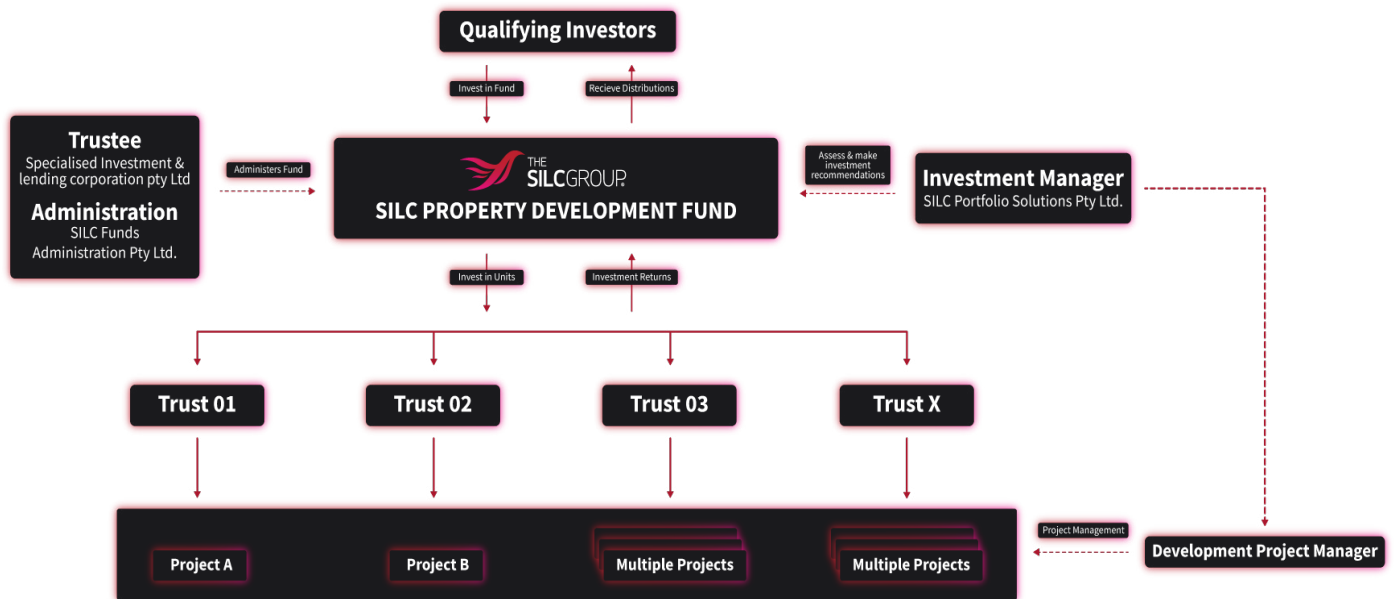 Qualifying Investors
Invest in Fund
Recieve Distributions
Trustee
Specialised Investment &
lending corporation pty Ltd
Administration
SILC Funds
Administration Pty Ltd.
Administers Fund
THE
SILCGROUP®
SILC PROPERTY DEVELOPMENT FUND
Assess & make
investment
recommendations
Investment Manager
SILC Portfolio Solutions Pty Ltd.
Invest in Units
Investment Returns
Trust 01
Trust 02
Trust 03
Trust X
Project A
Project B
Multiple Projects
Multiple Projects
Project Management
Development Project Manager